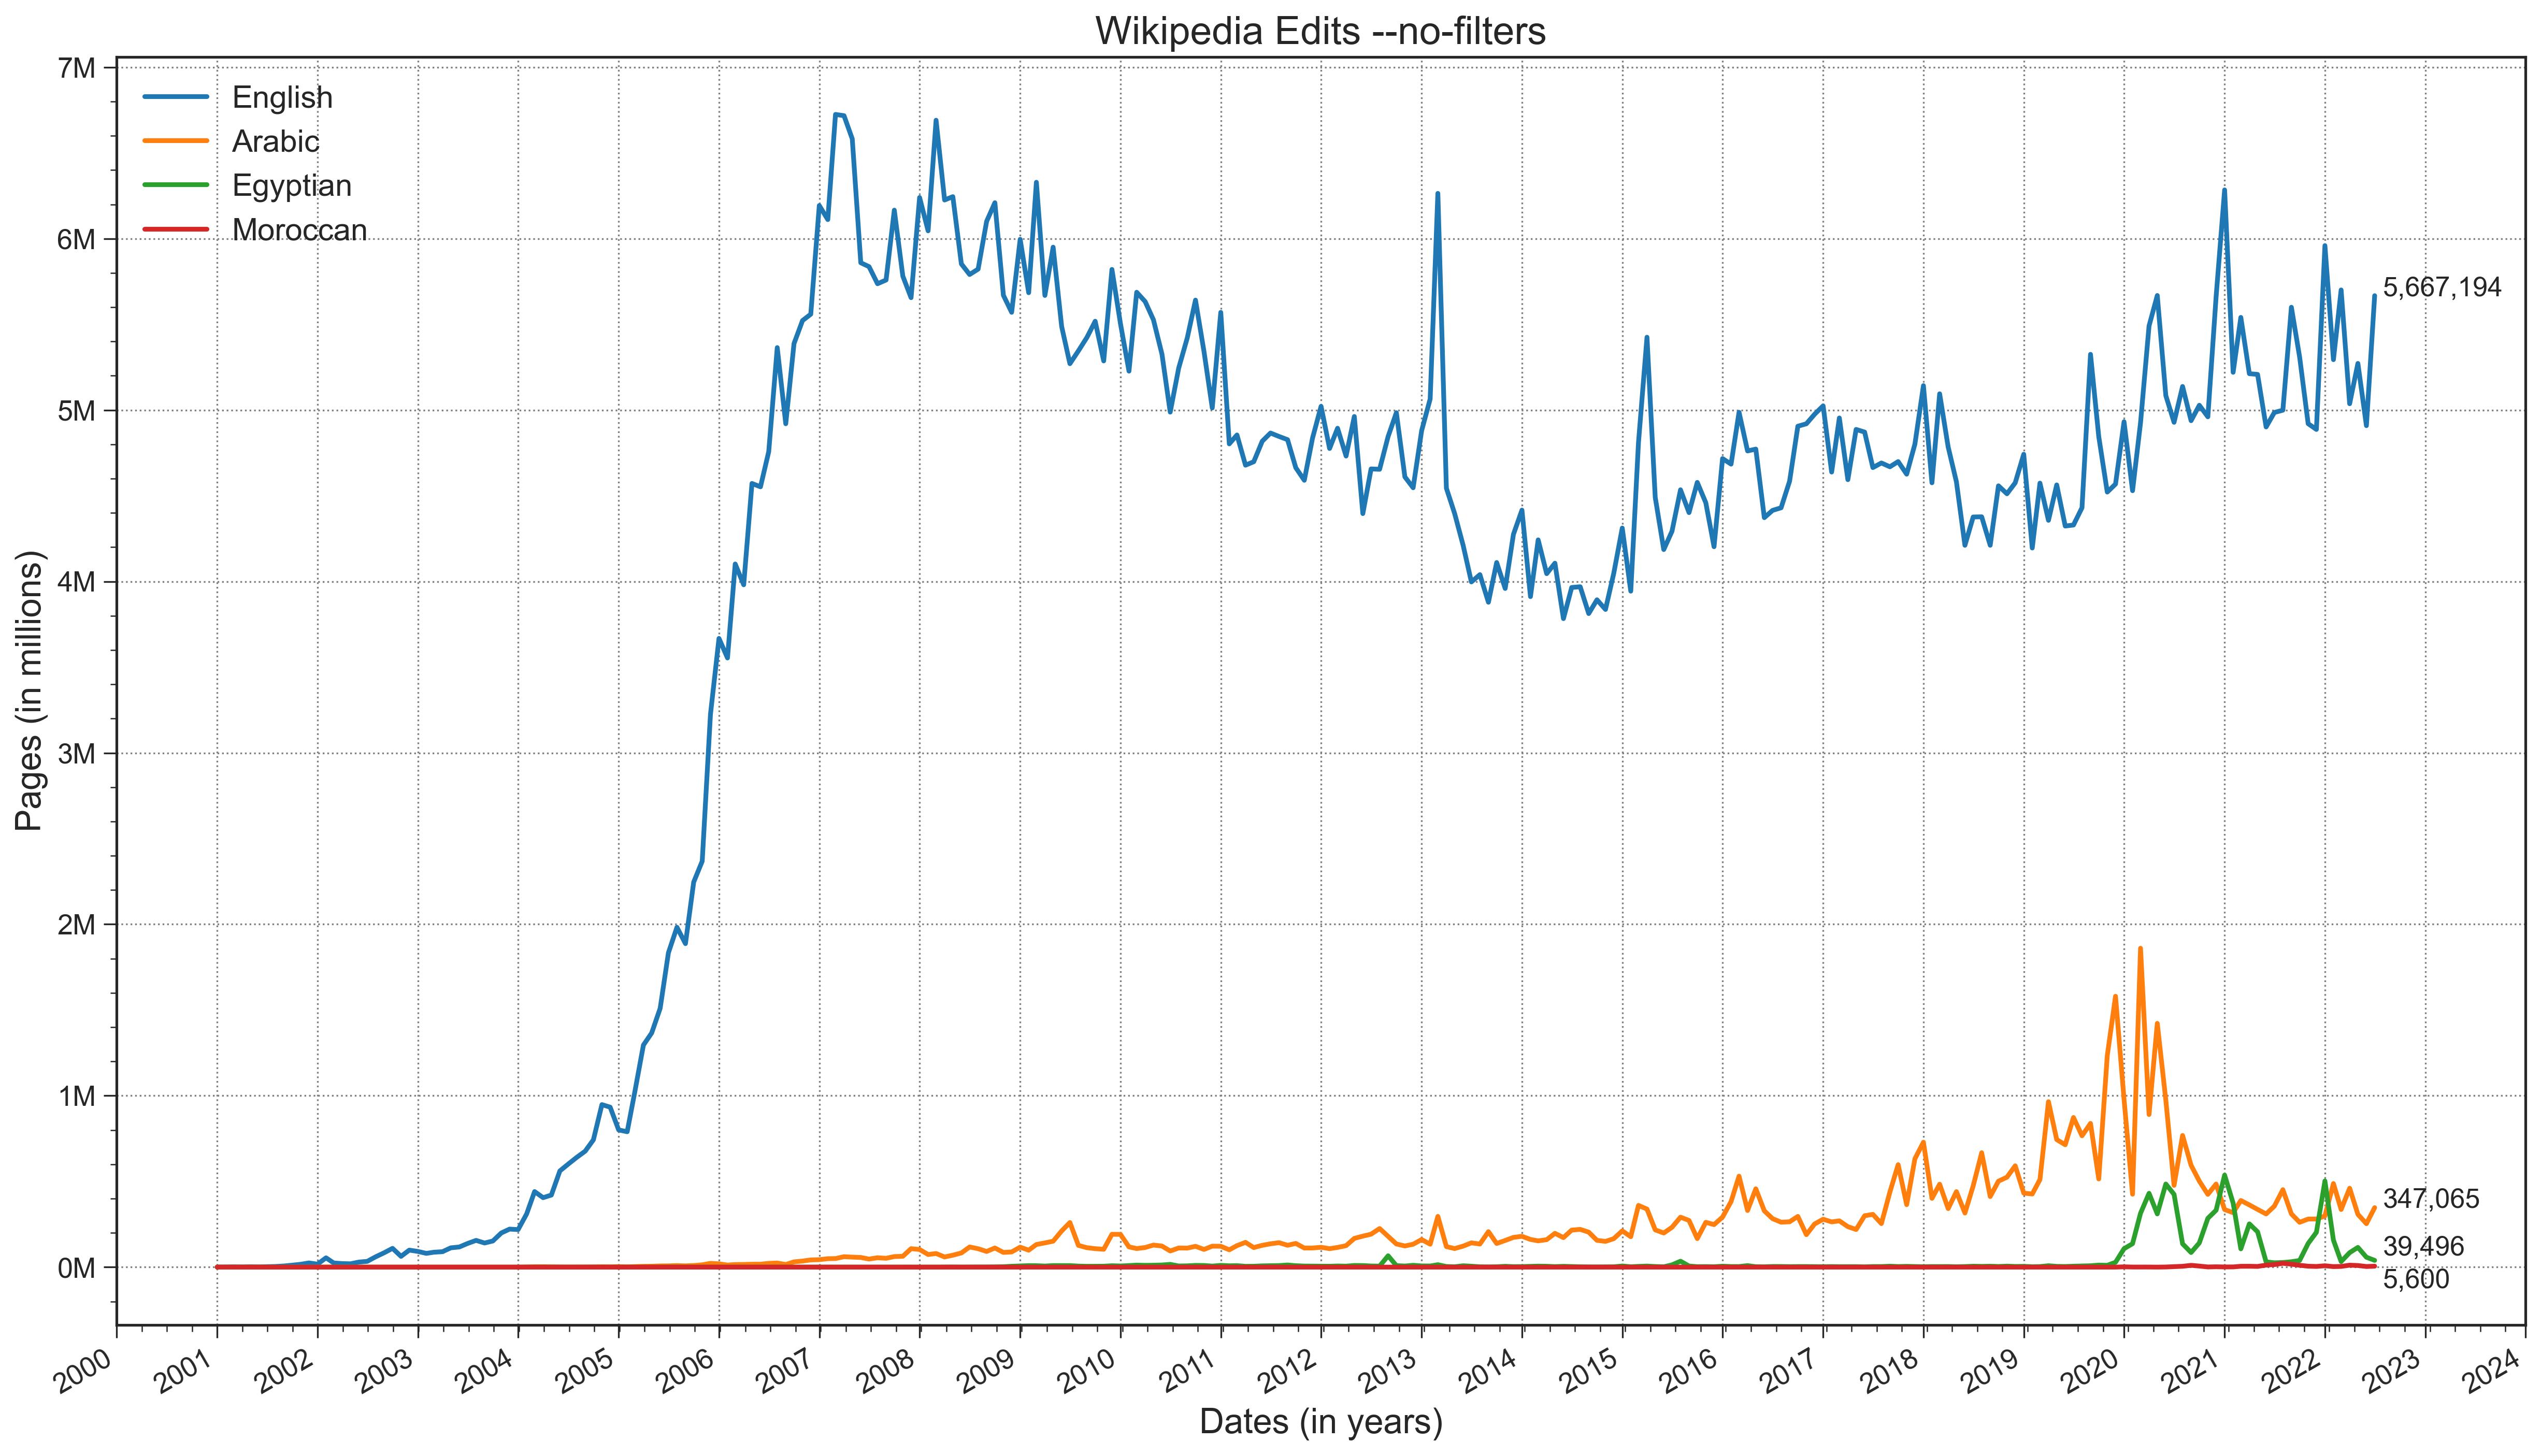 Wikipedia Edits --no-filters
English
Arabic
Egyptian
Moroccan
Pages (in millions)
7M
6M
5M
4M
3M
2M
1M
0M
5,667,194
347,065
39,496
5,600
2000
2001
2002
2003
2004
2005
2006
2007
2008
2009
2010
2011
2012
2013
2014
2015
2016
2017
2018
2019
2020
2021
2022
2023
2024
Dates (in years)